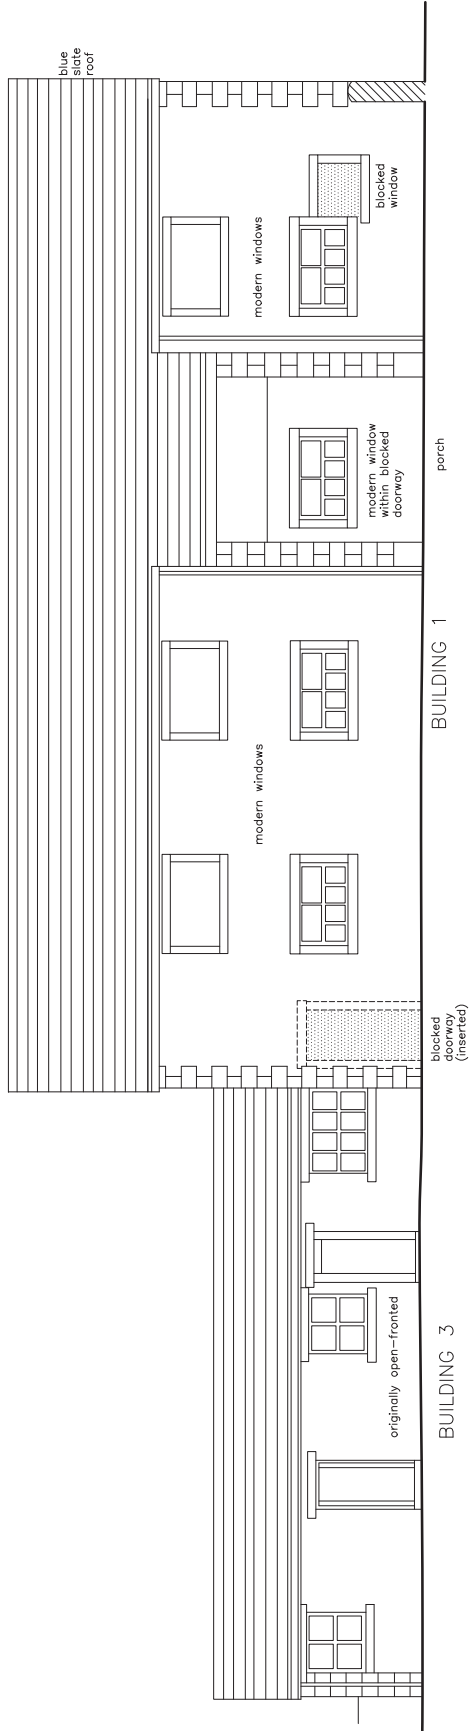 blue
slate
roof
modern windows
blocked
window
modern window
within blocked
doorway
porch
BUILDING 1
modern windows
blocked
doorway
(inserted)
originally open-fronted
BUILDING 3